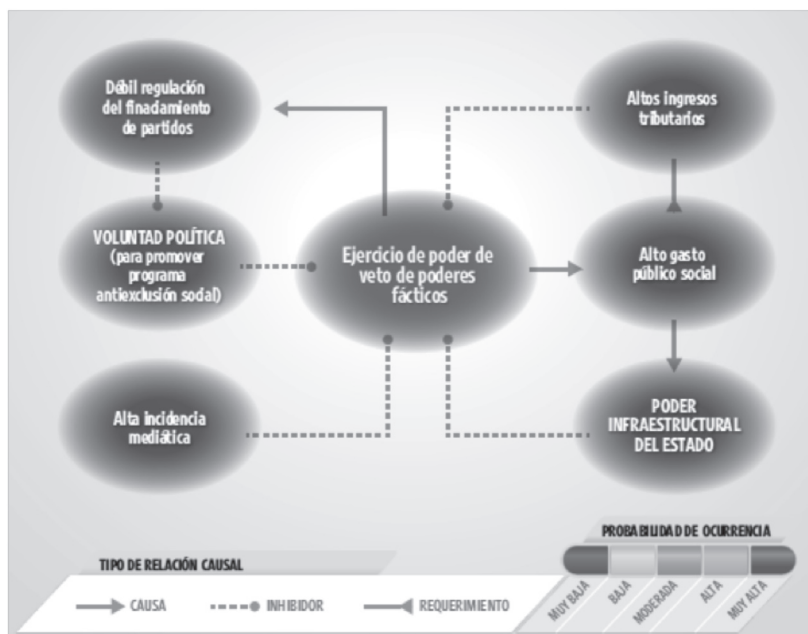 Débil regulación
del finaciamiento
de partidos
VOLUNTAD POLÍTICA
(para promover
programa
antiexclusión social)
Alta incidencia
mediática
Ejercicio de poder de
veto de poderes
fácticos
Altos ingresos
tributarios
Alto gasto
público social
PODER
INFRAESTRUCTURAL
DEL ESTADO
TIPO DE RELACIÓN CAUSAL
CAUSA
INHIBIDOR
REQUERIMIENTO
PROBABILIDAD DE OCURRENCIA
MUY BAJA
BAJA
MODERADA
ALTA
MUY ALTA